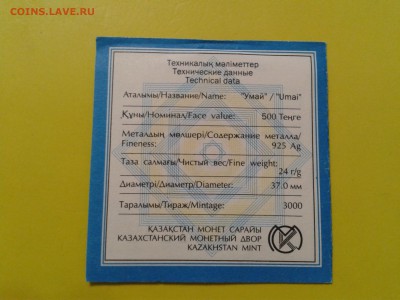 COINS.LAVE.RU
Техникалық мәліметтер
Технические данные
Technical data
Аталымы/Название/Name: "Умай" / "Umai"
Құны/Номинал/Face value: 500 Теңге
Металдың мөлшері/Содержание металла/
Fineness: 925 Ag
Таза салмағы/Чистый вес/Fine weight:
24 г/g
Диаметрі/Диаметр/Diameter: 37.0 мм
Таралымы/Тираж/Mintage: 3000
ҚАЗАҚСТАН МОНЕТ САРАЙЫ
КАЗАХСТАНСКИЙ МОНЕТНЫЙ ДВОР
KAZAKHSTAN MINT